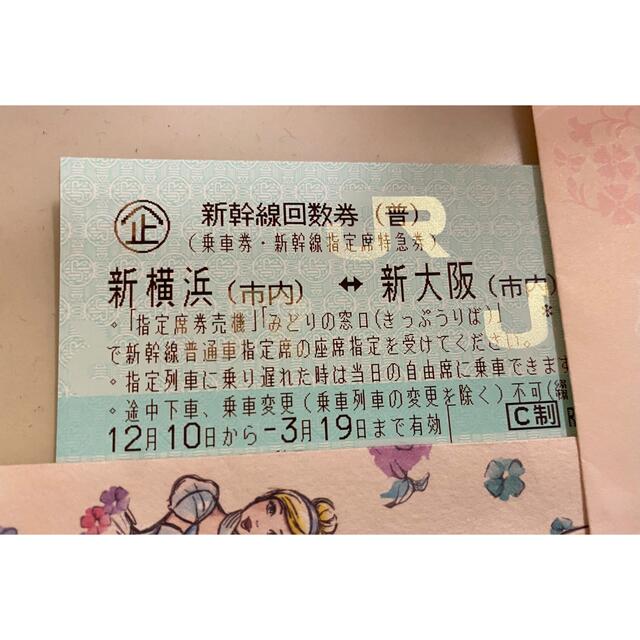 企
新幹線回数券(普)
(乗車券・新幹線指定席特急券)
新横浜(市内) ↔ 新大阪(市内)
◦「指定席券売機」「みどりの窓口(きっぷうりば)」*
で新幹線普通車指定席の座席指定を受けてください。
◦指定列車に乗り遅れた時は当日の自由席に乗車できます
◦途中下車、乗車変更(乗車列車の変更を除く)不可(
12月10日から-3月19日まで有効 C制 R
JR
J